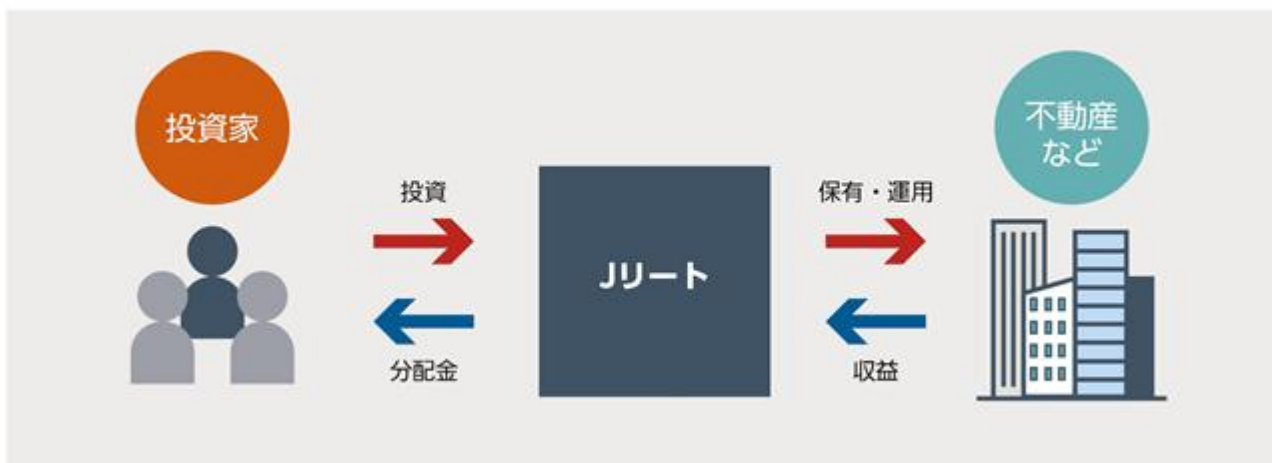 投資家
投資
分配金
Jリート
保有・運用
収益
不動産
など